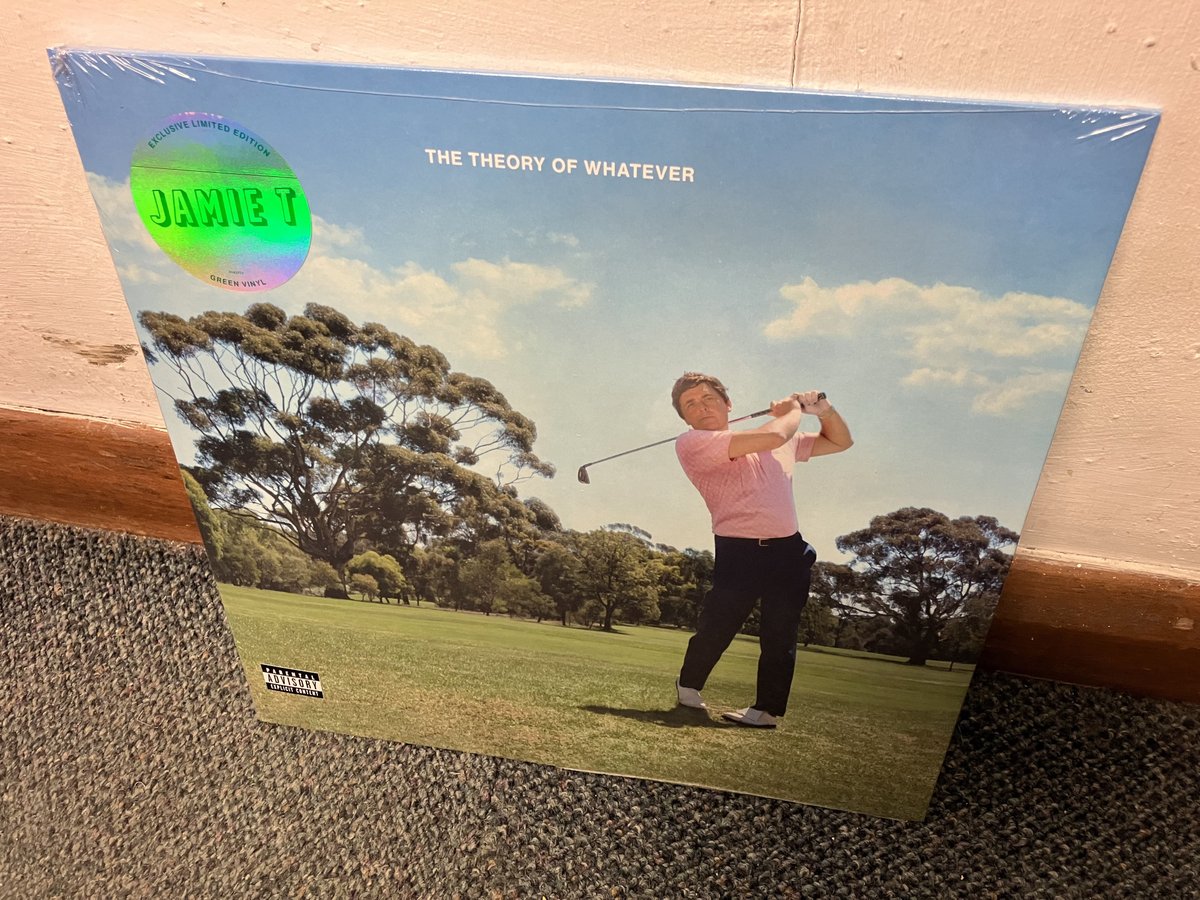 EXCLUSIVE LIMITED EDITION
JAMIE T
GREEN VINYL
THE THEORY OF WHATEVER
PARENTAL
ADVISORY
EXPLICIT CONTENT